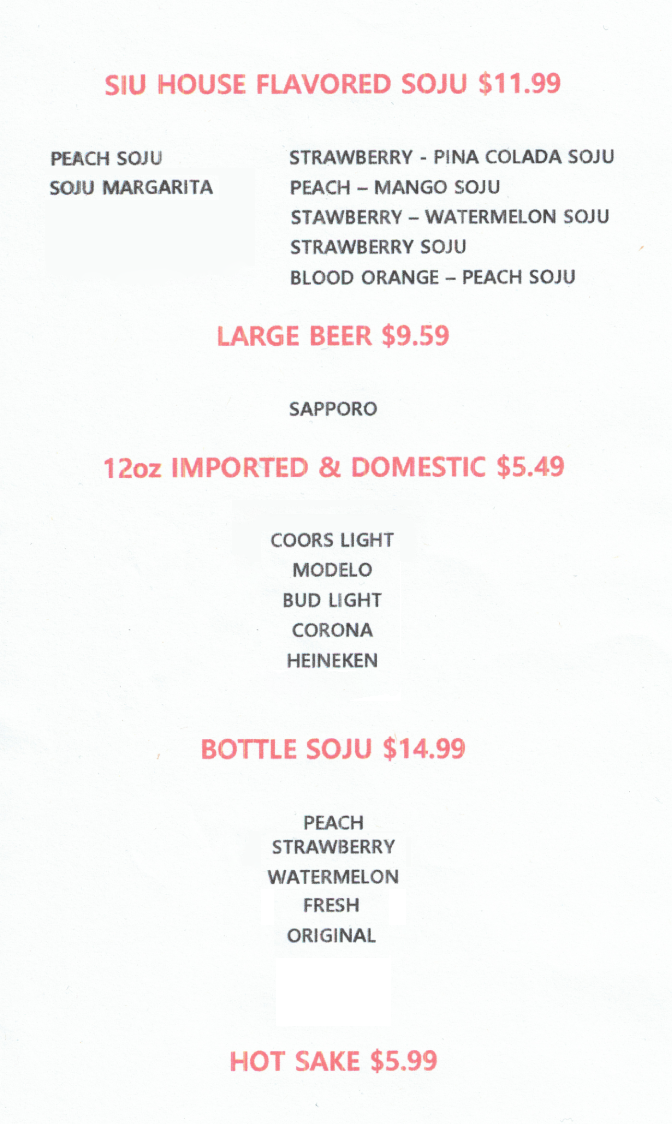 SIU HOUSE FLAVORED SOJU $11.99
PEACH SOJU
SOJU MARGARITA
STRAWBERRY - PINA COLADA SOJU
PEACH – MANGO SOJU
STAWBERRY – WATERMELON SOJU
STRAWBERRY SOJU
BLOOD ORANGE – PEACH SOJU
LARGE BEER $9.59
SAPPORO
12oz IMPORTED & DOMESTIC $5.49
COORS LIGHT
MODELO
BUD LIGHT
CORONA
HEINEKEN
BOTTLE SOJU $14.99
PEACH
STRAWBERRY
WATERMELON
FRESH
ORIGINAL
HOT SAKE $5.99